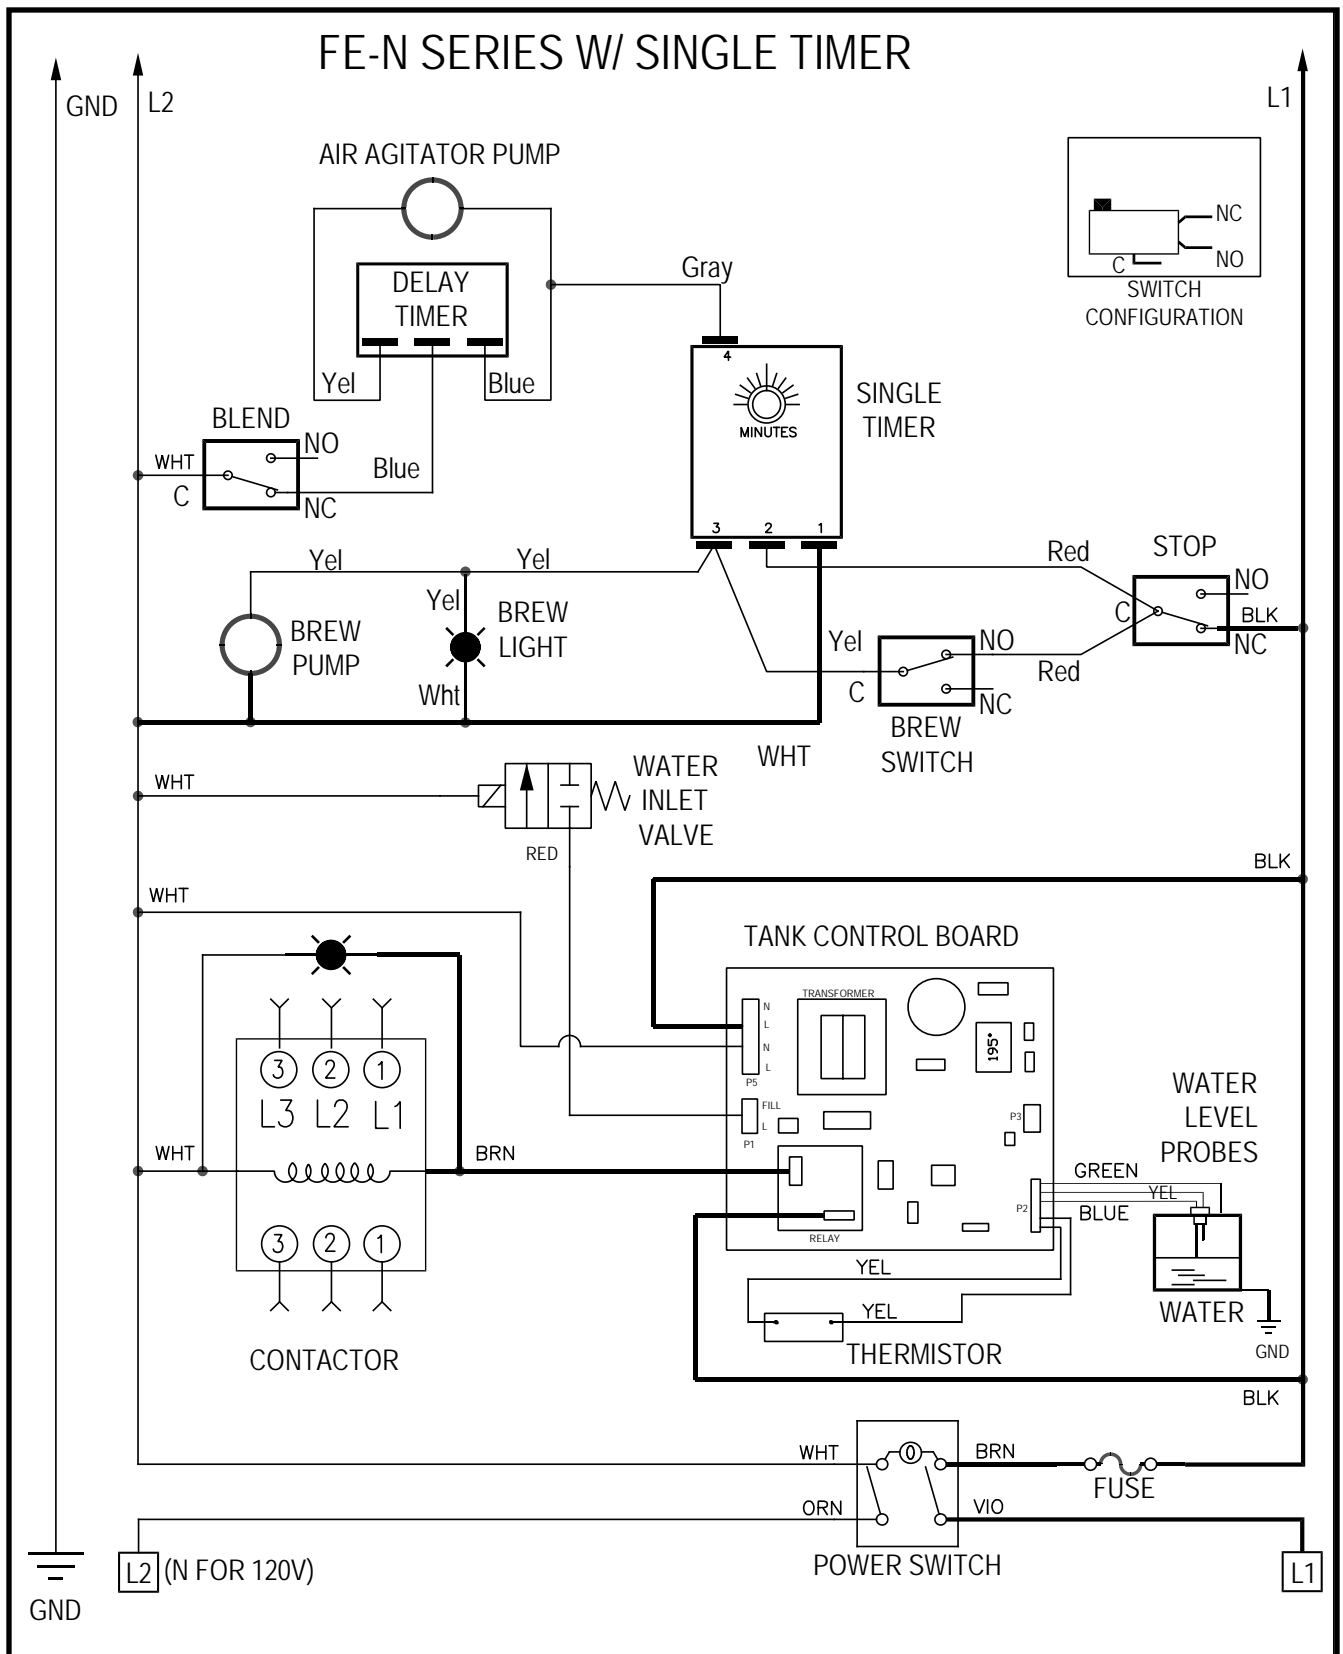 FE-N SERIES W/ SINGLE TIMER
GND
L2
L1
AIR AGITATOR PUMP
NC
NO
C
SWITCH
CONFIGURATION
DELAY
TIMER
Gray
Yel
Blue
4
MINUTES
SINGLE
TIMER
BLEND
NO
WHT
C
NC
Blue
3
2
1
Red
STOP
NO
C
BLK
NC
Yel
Yel
Yel
BREW
LIGHT
BREW
PUMP
Wht
Yel
NO
C
Red
NC
BREW
SWITCH
WHT
WHT
WATER
INLET
VALVE
RED
BLK
WHT
TANK CONTROL BOARD
TRANSFORMER
N
L
N
L
P5
195°
FILL
L
P1
P3
3
2
1
L3
L2
L1
WATER
LEVEL
PROBES
WHT
BRN
GREEN
YEL
BLUE
P2
RELAY
3
2
1
YEL
YEL
WATER
GND
THERMISTOR
CONTACTOR
BLK
WHT
BRN
FUSE
ORN
VIO
POWER SWITCH
L2
(N FOR 120V)
L1
GND